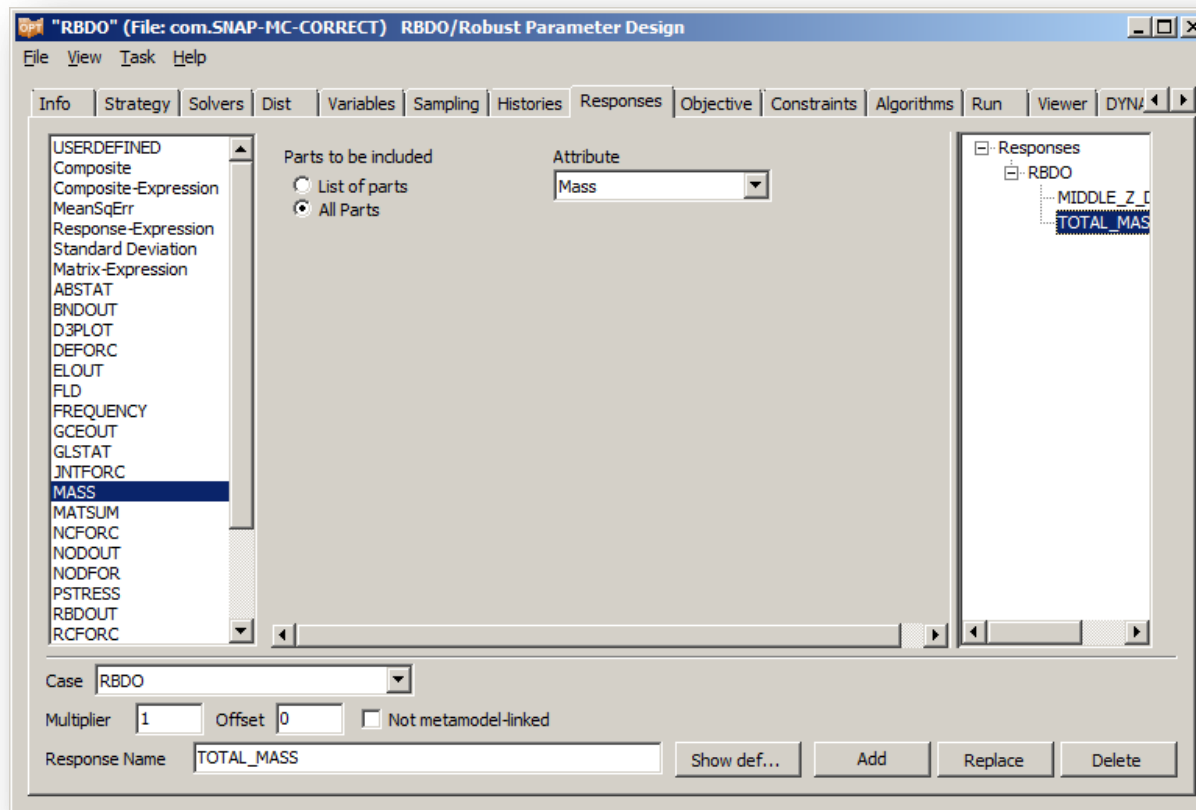 OPT "RBDO" (File: com.SNAP-MC-CORRECT) RBDO/Robust Parameter Design
File View Task Help
Info Strategy Solvers Dist Variables Sampling Histories Responses Objective Constraints Algorithms Run Viewer DYNA
USERDEFINED
Composite
Composite-Expression
MeanSqErr
Response-Expression
Standard Deviation
Matrix-Expression
ABSTAT
BNDOUT
D3PLOT
DEFORC
ELOUT
FLD
FREQUENCY
GCEOUT
GLSTAT
JNTFORC
MASS
MATSUM
NCFORC
NODOUT
NODFOR
PSTRESS
RBDOUT
RCFORC
Parts to be included
List of parts
All Parts
Attribute
Mass
Responses
RBDO
MIDDLE_Z_D
TOTAL_MAS
Case RBDO
Multiplier 1 Offset 0 Not metamodel-linked
Response Name TOTAL_MASS Show def... Add Replace Delete